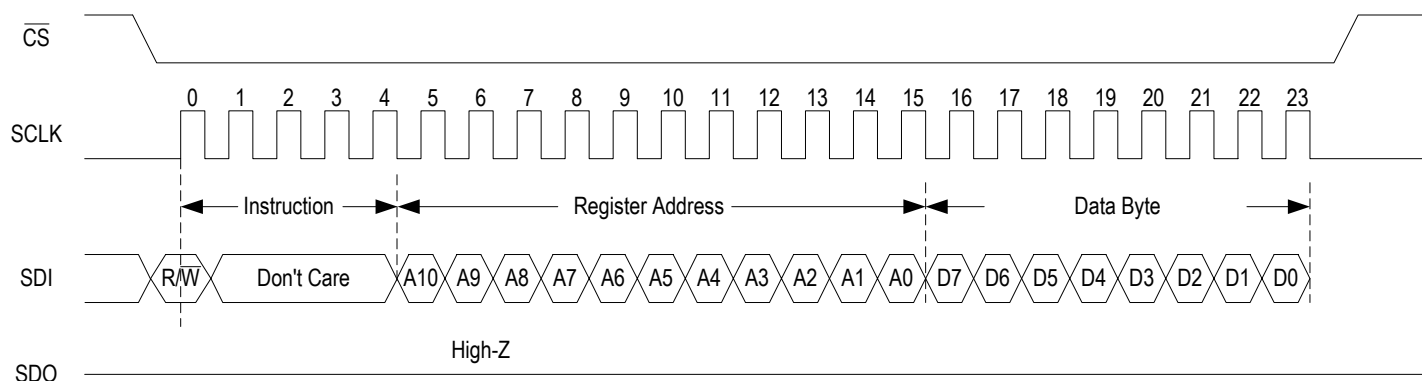 CS
0 1 2 3 4 5 6 7 8 9 10 11 12 13 14 15 16 17 18 19 20 21 22 23
SCLK
Instruction Register Address Data Byte
SDI R/W Don't Care A10 A9 A8 A7 A6 A5 A4 A3 A2 A1 A0 D7 D6 D5 D4 D3 D2 D1 D0
High-Z
SDO